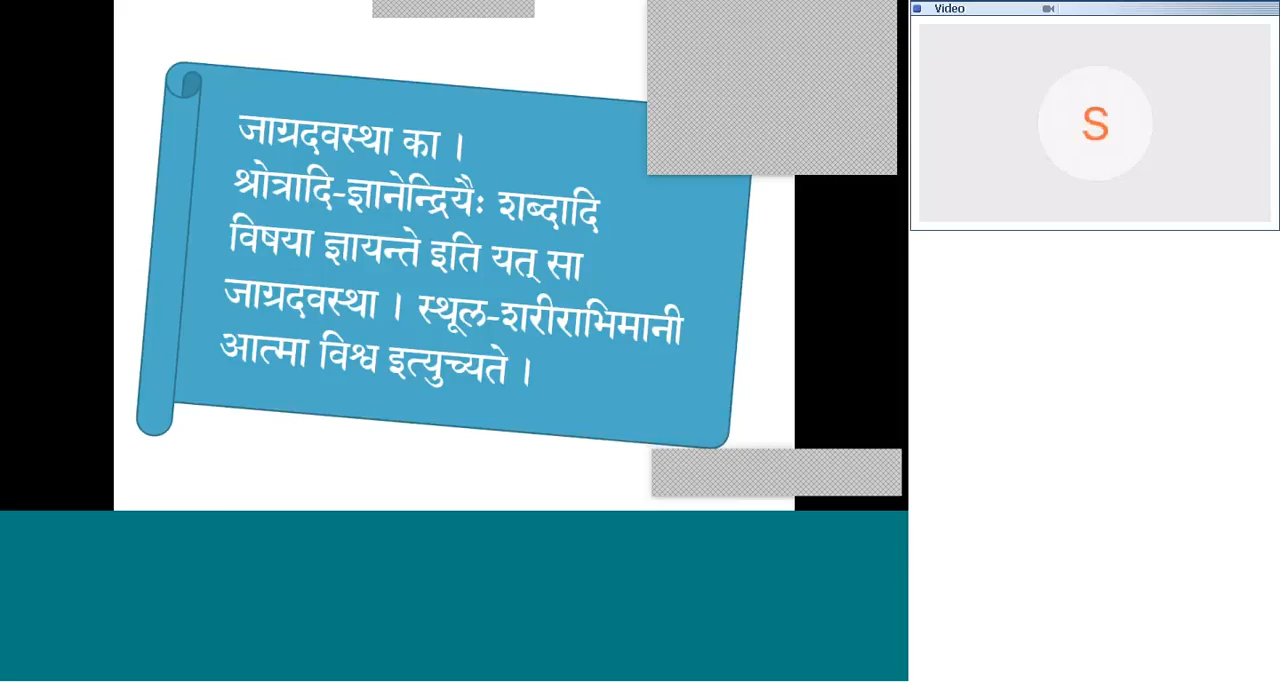 जाग्रदवस्था का ।
श्रोत्रादि-ज्ञानेन्द्रियैः शब्दादि
विषया ज्ञायन्ते इति यत् सा
जाग्रदवस्था । स्थूल-शरीराभिमानी
आत्मा विश्व इत्युच्यते ।
Video
S